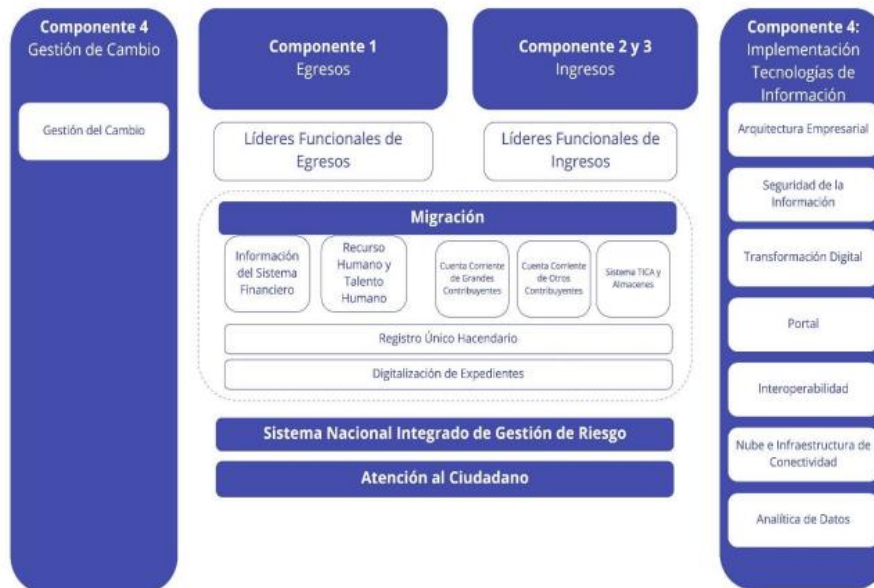 Componente 4
Gestión de Cambio
Gestión del Cambio
Componente 1
Egresos
Componente 2 y 3
Ingresos
Líderes Funcionales de
Egresos
Líderes Funcionales de
Ingresos
Migración
Información
del Sistema
Financiero
Recurso
Humano y
Talento
Humano
Cuenta Corriente
de Grandes
Contribuyentes
Cuenta Corriente
de Otros
Contribuyentes
Sistema TICA y
Almacenes
Registro Único Hacendario
Digitalización de Expedientes
Sistema Nacional Integrado de Gestión de Riesgo
Atención al Ciudadano
Componente 4:
Implementación
Tecnologías de
Información
Arquitectura Empresarial
Seguridad de la
Información
Transformación Digital
Portal
Interoperabilidad
Nube e Infraestructura de
Conectividad
Analítica de Datos